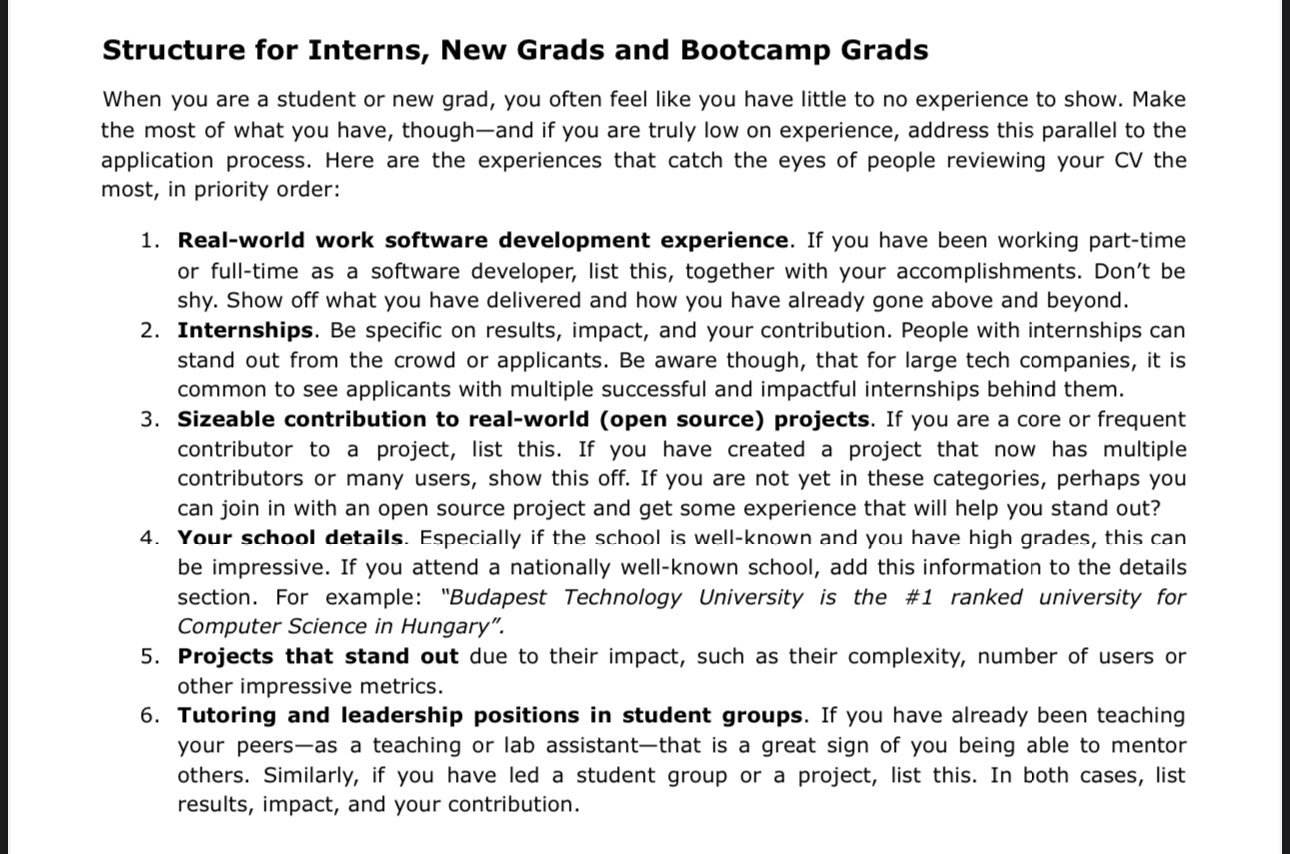 Structure for Interns, New Grads and Bootcamp Grads
When you are a student or new grad, you often feel like you have little to no experience to show. Make
the most of what you have, though—and if you are truly low on experience, address this parallel to the
application process. Here are the experiences that catch the eyes of people reviewing your CV the
most, in priority order:
1. Real-world work software development experience. If you have been working part-time
or full-time as a software developer, list this, together with your accomplishments. Don’t be
shy. Show off what you have delivered and how you have already gone above and beyond.
2. Internships. Be specific on results, impact, and your contribution. People with internships can
stand out from the crowd or applicants. Be aware though, that for large tech companies, it is
common to see applicants with multiple successful and impactful internships behind them.
3. Sizeable contribution to real-world (open source) projects. If you are a core or frequent
contributor to a project, list this. If you have created a project that now has multiple
contributors or many users, show this off. If you are not yet in these categories, perhaps you
can join in with an open source project and get some experience that will help you stand out?
4. Your school details. Especially if the school is well-known and you have high grades, this can
be impressive. If you attend a nationally well-known school, add this information to the details
section. For example: “Budapest Technology University is the #1 ranked university for
Computer Science in Hungary”.
5. Projects that stand out due to their impact, such as their complexity, number of users or
other impressive metrics.
6. Tutoring and leadership positions in student groups. If you have already been teaching
your peers—as a teaching or lab assistant—that is a great sign of you being able to mentor
others. Similarly, if you have led a student group or a project, list this. In both cases, list
results, impact, and your contribution.